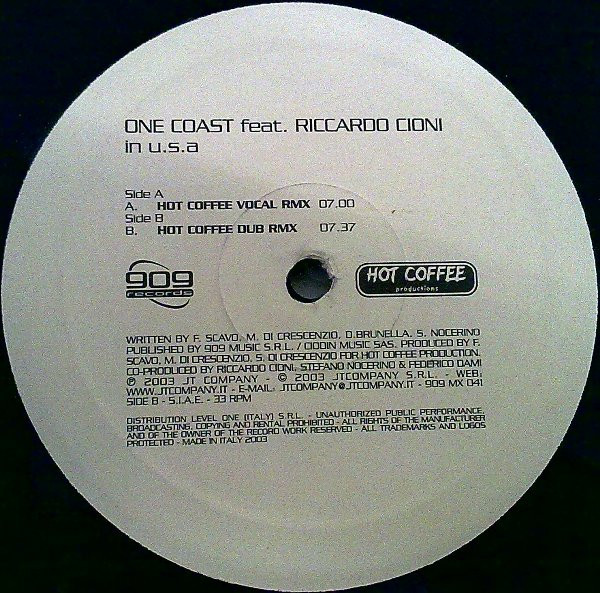 ONE COAST feat. RICCARDO CIONI
in u.s.a
Side A
A. HOT COFFEE VOCAL RMX 07.00
Side B
B. HOT COFFEE DUB RMX 07.37
909
records
HOT COFFEE
productions
WRITTEN BY F. SCAVO, M. DI CRESCENZIO, D.BRUNELLA, S. NOCERINO
PUBLISHED BY 909 MUSIC S.R.L. / CIODIN MUSIC SAS. PRODUCED BY F.
SCAVO, M. DI CRESCENZIO, S. DI CRESCENZIO FOR HOT COFFEE PRODUCTION.
CO-PRODUCED BY RICCARDO CIONI, STEFANO NOCERINO & FEDERICO DAMI
℗ 2003 JT COMPANY - © 2003 JTCOMPANY S.R.L. - WEB:
WWW.JTCOMPANY.IT - E-MAIL: JTCOMPANY@JTCOMPANY.IT - 909 MX 041
SIDE B - S.I.A.E. - 33 RPM
DISTRIBUTION LEVEL ONE (ITALY) S.R.L. - UNAUTHORIZED PUBLIC PERFORMANCE,
BROADCASTING, COPYING AND RENTAL PROHIBITED - ALL RIGHTS OF THE MANUFACTURER
AND OF THE OWNER OF THE RECORD WORK RESERVED - ALL TRADEMARKS AND LOGOS
PROTECTED - MADE IN ITALY 2003